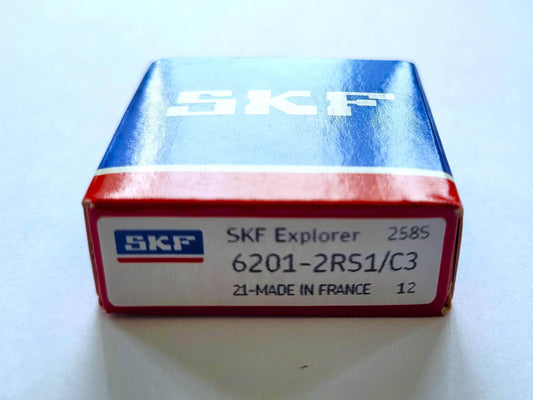 SKF
SKF
SKF Explorer 258S
6201-2RS1/C3
21-MADE IN FRANCE 12